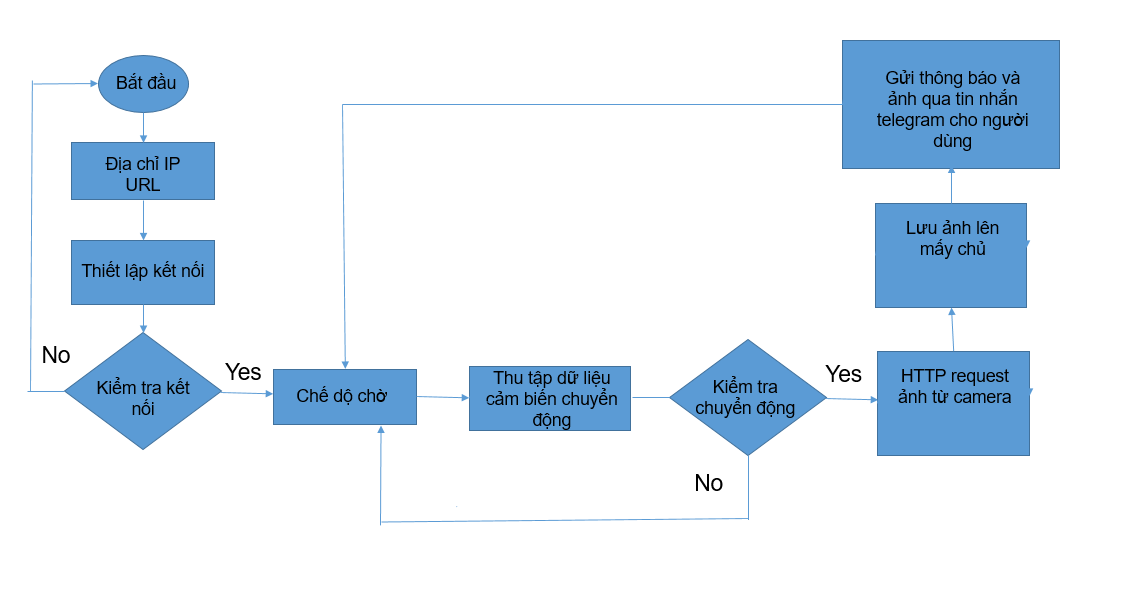 Bắt đầu
Địa chỉ IP
URL
Thiết lập kết nối
Kiểm tra kết
nối
No
Yes
Chế dộ chờ
Thu tập dữ liệu
cảm biến chuyển
động
Kiểm tra
chuyển động
No
Yes
HTTP request
ảnh từ camera
Lưu ảnh lên
mấy chủ
Gửi thông báo và
ảnh qua tin nhắn
telegram cho người
dùng